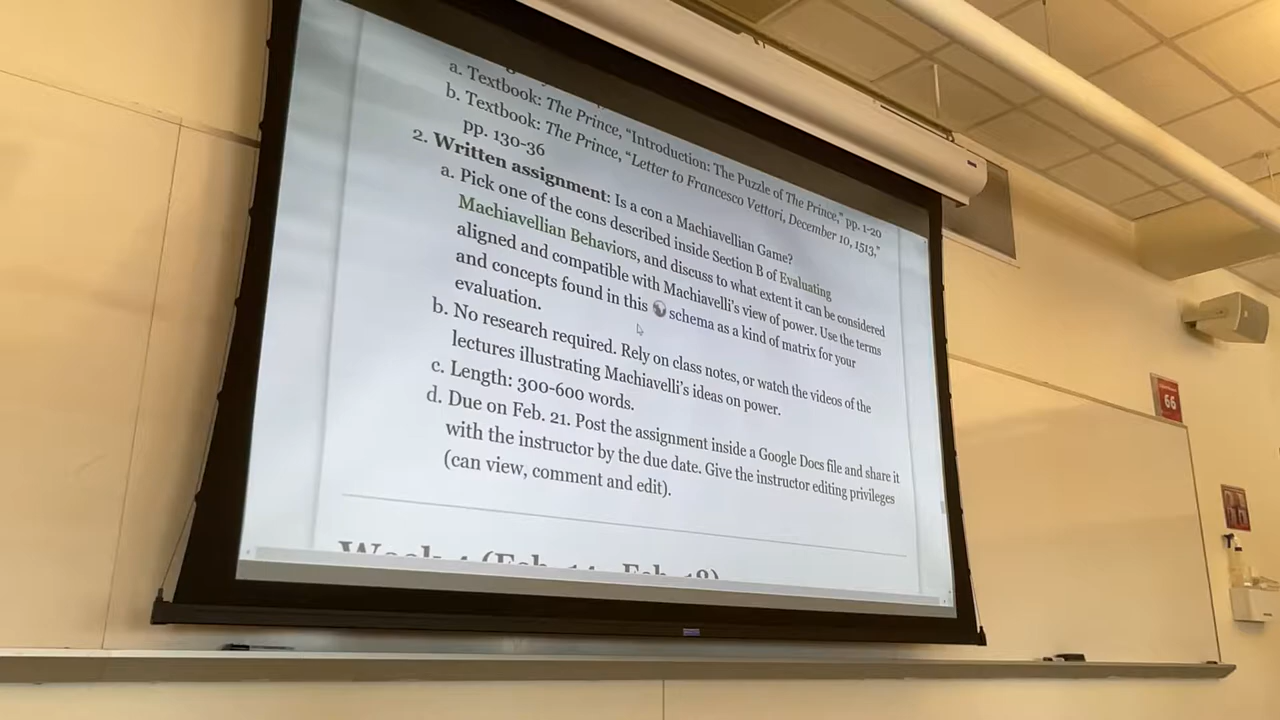 a. Textbook: The Prince, "Introduction: The Puzzle of The Prince," pp. 1-20
b. Textbook: The Prince, "Letter to Francesco Vettori, December 10, 1513,"
pp. 130-36
2. Written assignment: Is a con a Machiavellian Game?
a. Pick one of the cons described inside Section B of Evaluating
Machiavellian Behaviors, and discuss to what extent it can be considered
aligned and compatible with Machiavelli's view of power. Use the terms
and concepts found in this schema as a kind of matrix for your
evaluation.
b. No research required. Rely on class notes, or watch the videos of the
lectures illustrating Machiavelli's ideas on power.
c. Length: 300-600 words.
d. Due on Feb. 21. Post the assignment inside a Google Docs file and share it
with the instructor by the due date. Give the instructor editing privileges
(can view, comment and edit).
66